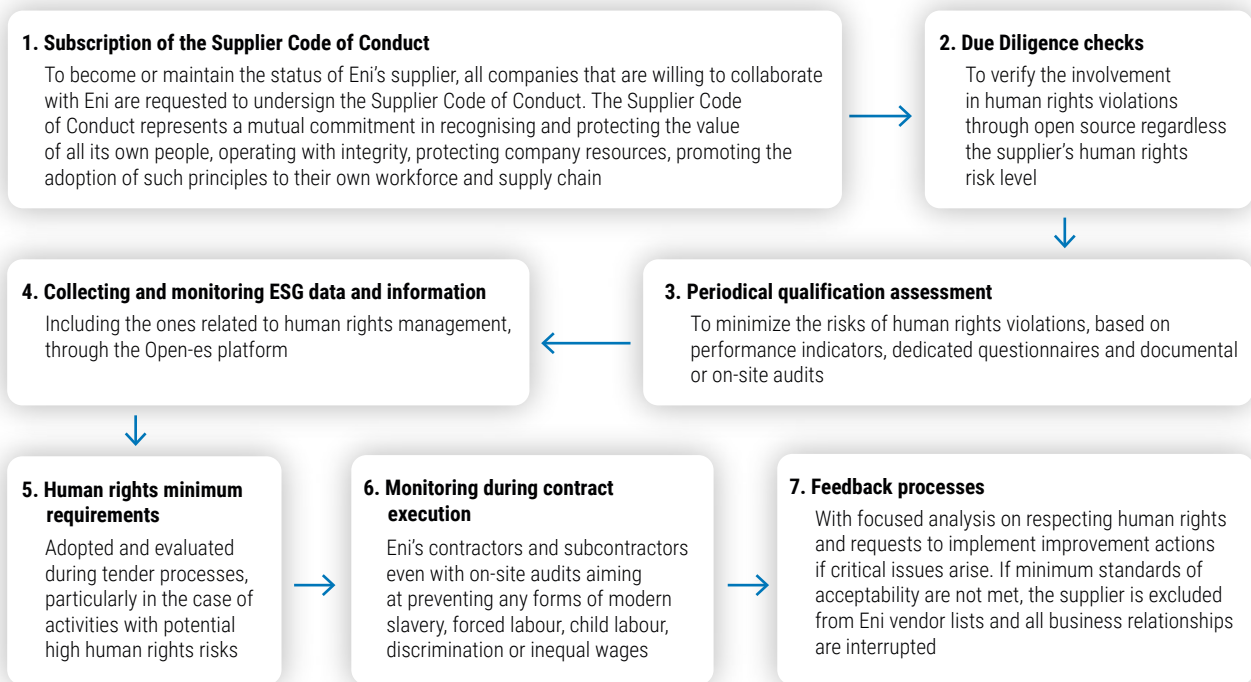 1. Subscription of the Supplier Code of Conduct
To become or maintain the status of Eni's supplier, all companies that are willing to collaborate
with Eni are requested to undersign the Supplier Code of Conduct. The Supplier Code
of Conduct represents a mutual commitment in recognising and protecting the value
of all its own people, operating with integrity, protecting company resources, promoting the
adoption of such principles to their own workforce and supply chain
2. Due Diligence checks
To verify the involvement
in human rights violations
through open source regardless
the supplier's human rights
risk level
3. Periodical qualification assessment
To minimize the risks of human rights violations, based on
performance indicators, dedicated questionnaires and documental
or on-site audits
4. Collecting and monitoring ESG data and information
Including the ones related to human rights management,
through the Open-es platform
5. Human rights minimum
requirements
Adopted and evaluated
during tender processes,
particularly in the case of
activities with potential
high human rights risks
6. Monitoring during contract
execution
Eni's contractors and subcontractors
even with on-site audits aiming
at preventing any forms of modern
slavery, forced labour, child labour,
discrimination or inequal wages
7. Feedback processes
With focused analysis on respecting human rights
and requests to implement improvement actions
if critical issues arise. If minimum standards of
acceptability are not met, the supplier is excluded
from Eni vendor lists and all business relationships
are interrupted